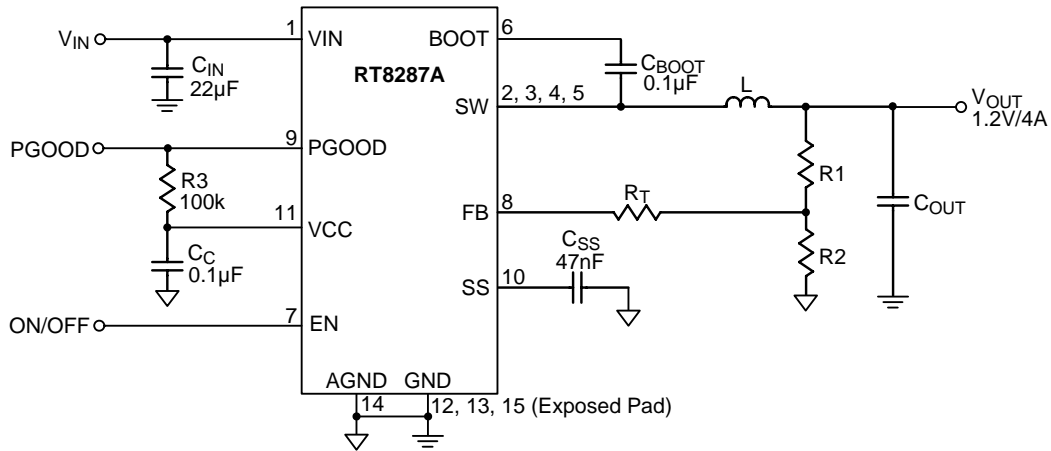 VIN
1
VIN
CIN
22µF
RT8287A
BOOT
6
CBOOT
0.1µF
SW
2, 3, 4, 5
L
VOUT
1.2V/4A
PGOOD
9
PGOOD
R3
100k
11
VCC
CC
0.1µF
FB
8
RT
R1
R2
COUT
CSS
47nF
SS
10
ON/OFF
7
EN
AGND
GND
14
12, 13, 15 (Exposed Pad)